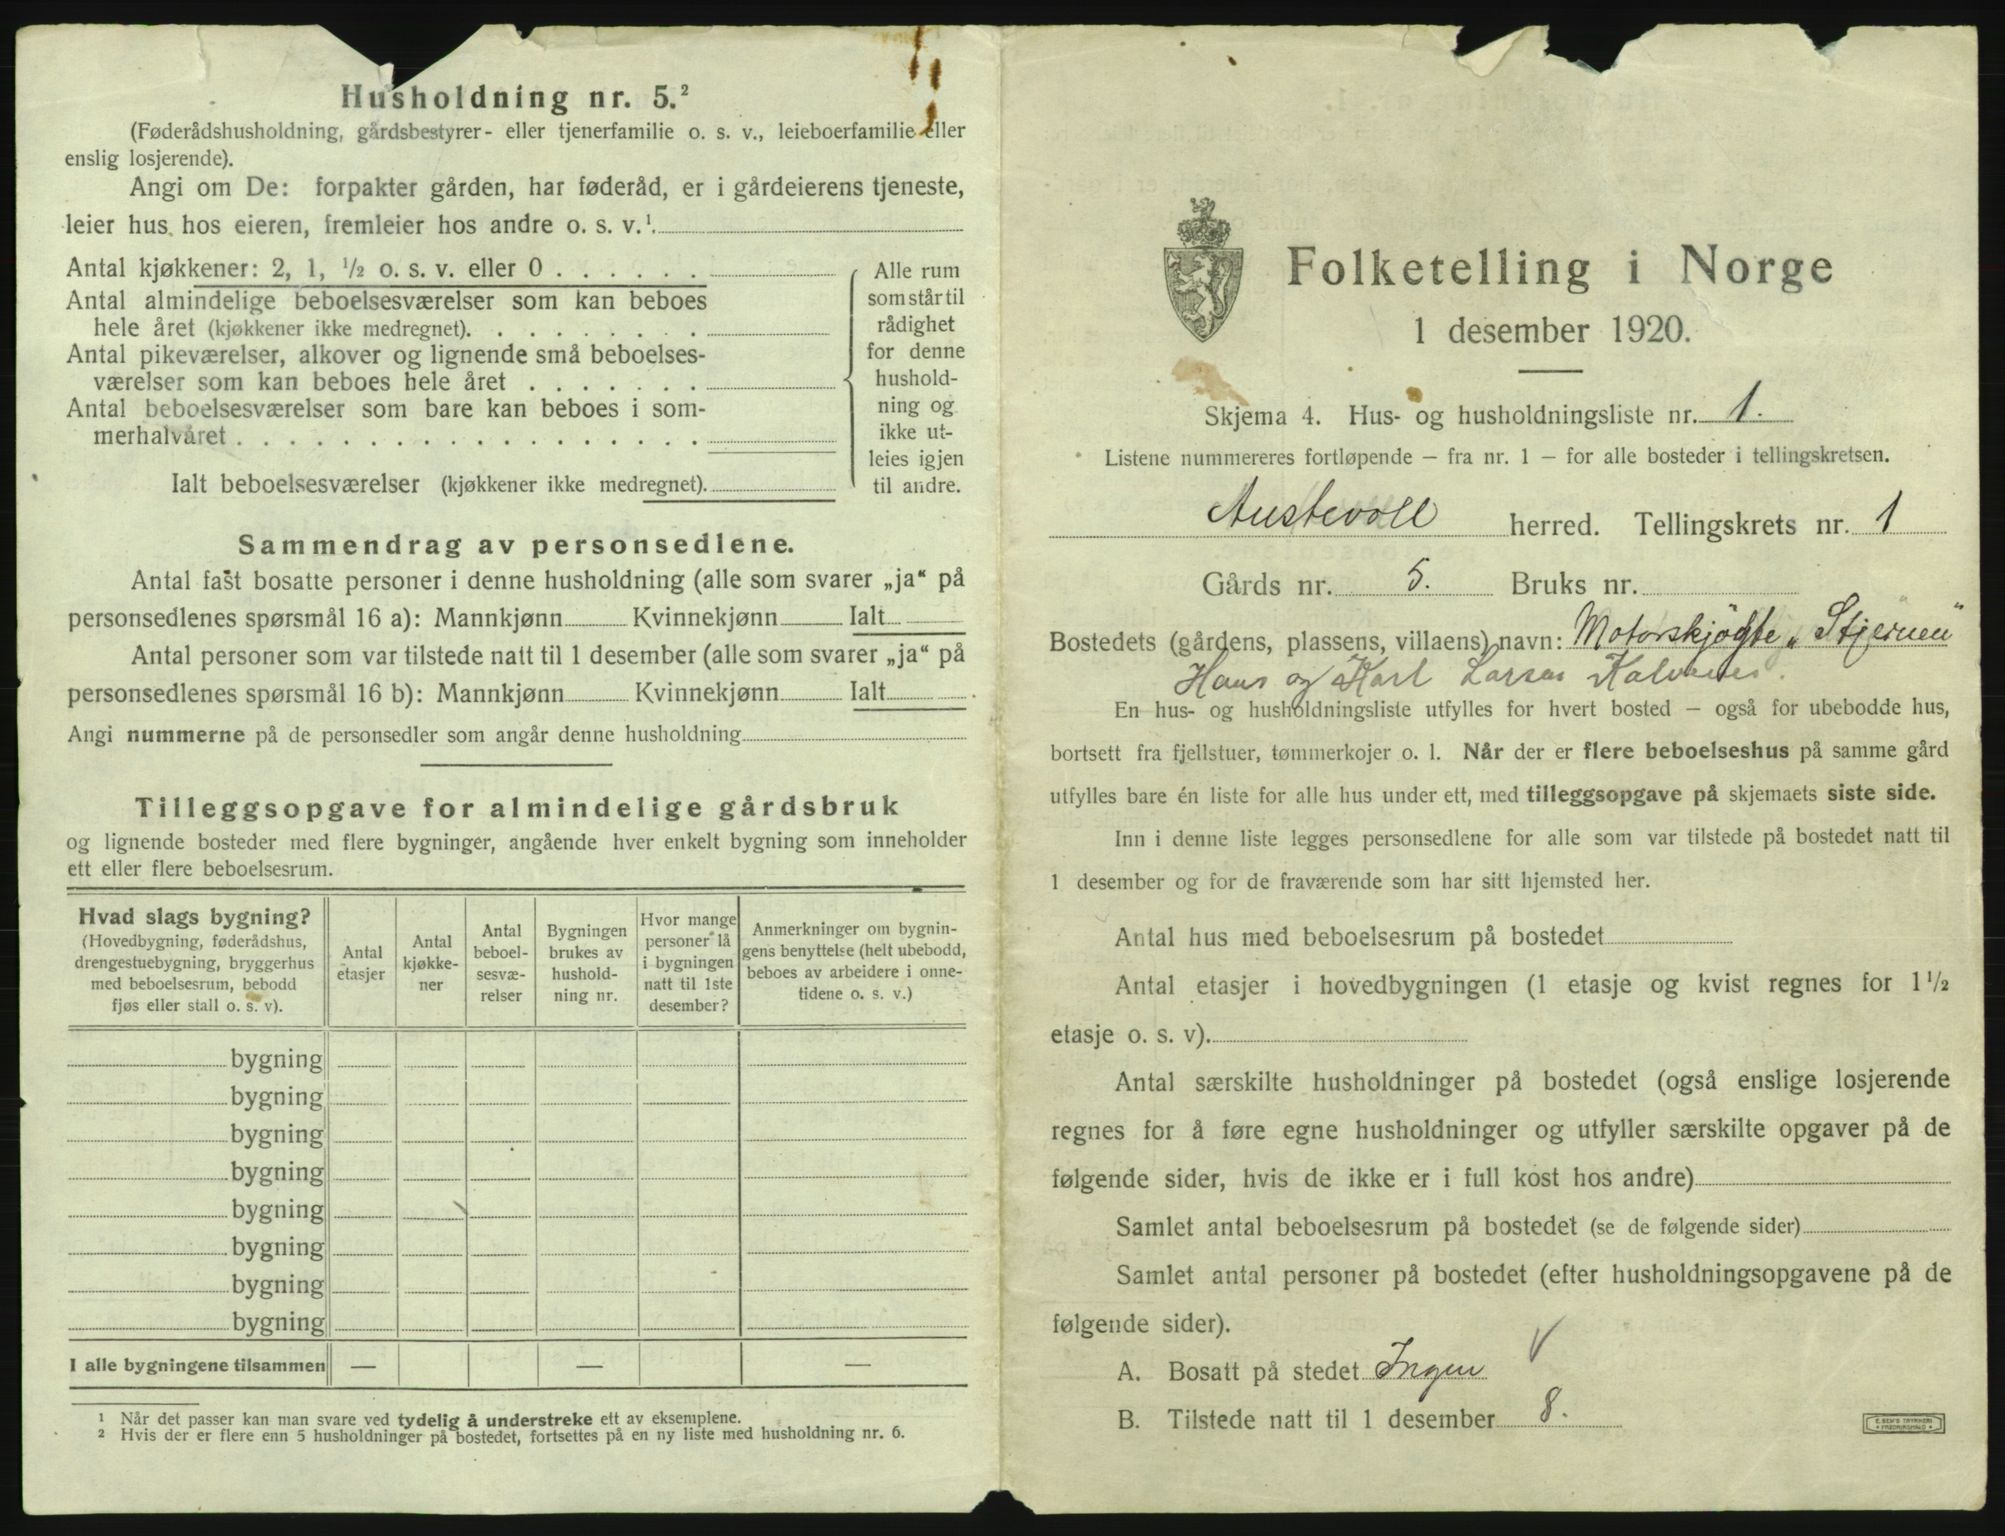 Husholdning nr. 5.²
(Føderådshusholdning, gårdsbestyrer- eller tjenerfamilie o. s. v., leieboerfamilie eller
enslig losjerende).
Angi om De: forpakter gården, har føderåd, er i gårdeierens tjeneste,
leier hus hos eieren, fremleier hos andre o. s. v.¹
Antal kjøkkener: 2, 1, ½ o. s. v. eller 0 . . . . . .
Antal almindelige beboelsesværelser som kan beboes
hele året (kjøkkener ikke medregnet). . . . . . . . .
Antal pikeværelser, alkover og lignende små beboelses-
værelser som kan beboes hele året . . . . . . .
Antal beboelsesværelser som bare kan beboes i som-
merhalvåret . . . . . . . . . . . . . . . . . .
Ialt beboelsesværelser (kjøkkener ikke medregnet).
Alle rum
som står til
rådighet
for denne
hushold-
ning og
ikke ut-
leies igjen
til andre.
Sammendrag av personsedlene.
Antal fast bosatte personer i denne husholdning (alle som svarer „ja“ på
personsedlenes spørsmål 16 a): Mannkjønn Kvinnekjønn Ialt
Antal personer som var tilstede natt til 1 desember (alle som svarer „ja“ på
personsedlenes spørsmål 16 b): Mannkjønn Kvinnekjønn Ialt
Angi nummerne på de personsedler som angår denne husholdning
Tilleggsopgave for almindelige gårdsbruk
og lignende bosteder med flere bygninger, angående hver enkelt bygning som inneholder
ett eller flere beboelsesrum.
Hvad slags bygning?
(Hovedbygning, føderådshus,
drengestuebygning, bryggerhus
med beboelsesrum, bebodd
fjøs eller stall o. s. v).
Antal
etasjer
Antal
kjøkke-
ner
Antal
beboel-
sesvæ-
relser
Bygningen
brukes av
hushold-
ning nr.
Hvor mange
personer lå
i bygningen
natt til 1ste
desember?
Anmerkninger om bygnin-
gens benyttelse (helt ubebodd,
beboes av arbeidere i onne-
tidene o. s. v.)
bygning
bygning
bygning
bygning
bygning
bygning
bygning
bygning
I alle bygningene tilsammen — — —
¹ Når det passer kan man svare ved tydelig å understreke ett av eksemplene.
² Hvis der er flere enn 5 husholdninger på bostedet, fortsettes på en ny liste med husholdning nr. 6.
Folketelling i Norge
1 desember 1920.
Skjema 4. Hus- og husholdningsliste nr. 1.
Listene nummereres fortløpende — fra nr. 1 — for alle bosteder i tellingskretsen.
Austevoll herred. Tellingskrets nr. 1
Gårds nr. 5. Bruks nr.
Bostedets (gårdens, plassens, villaens) navn: Motorskjøgte „Stjernen“
Hans og Karl Larsen Kalvenes.
En hus- og husholdningsliste utfylles for hvert bosted — også for ubebodde hus,
bortsett fra fjellstuer, tømmerkojer o. l. Når der er flere beboelseshus på samme gård
utfylles bare én liste for alle hus under ett, med tilleggsopgave på skjemaets siste side.
Inn i denne liste legges personsedlene for alle som var tilstede på bostedet natt til
1 desember og for de fraværende som har sitt hjemsted her.
Antal hus med beboelsesrum på bostedet
Antal etasjer i hovedbygningen (1 etasje og kvist regnes for 1½
etasje o. s. v).
Antal særskilte husholdninger på bostedet (også enslige losjerende
regnes for å føre egne husholdninger og utfyller særskilte opgaver på de
følgende sider, hvis de ikke er i full kost hos andre)
Samlet antal beboelsesrum på bostedet (se de følgende sider)
Samlet antal personer på bostedet (efter husholdningsopgavene på de
følgende sider).
A. Bosatt på stedet Ingen
B. Tilstede natt til 1 desember 8.
E. SEM'S TRYKKERI
FREDRIKSHALD